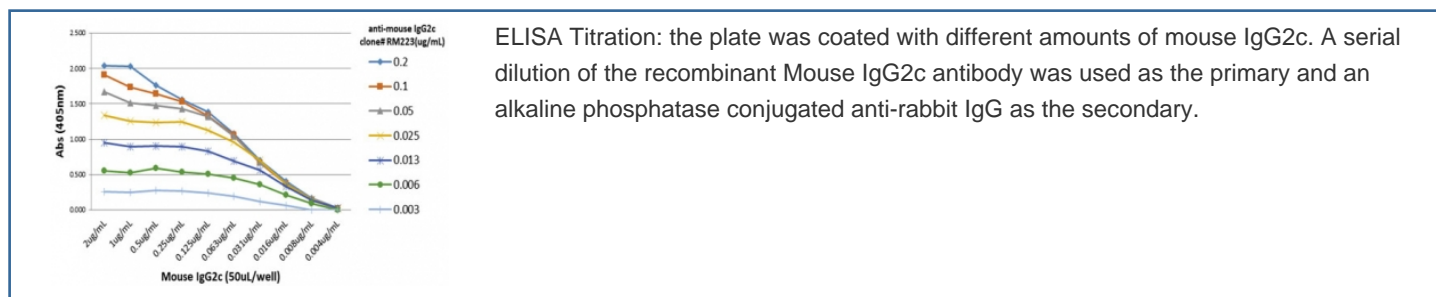 anti-mouse IgG2c
clone# RM223(ug/mL)
2.500
2.000
1.500
1.000
0.500
0.000
Abs (405nm)
0.2
0.1
0.05
0.025
0.013
0.006
0.003
2ug/mL
1ug/mL
0.5ug/mL
0.25ug/mL
0.125ug/mL
0.063ug/mL
0.031ug/mL
0.016ug/mL
0.008ug/mL
0.004ug/mL
Mouse IgG2c (50uL/well)
ELISA Titration: the plate was coated with different amounts of mouse IgG2c. A serial
dilution of the recombinant Mouse IgG2c antibody was used as the primary and an
alkaline phosphatase conjugated anti-rabbit IgG as the secondary.